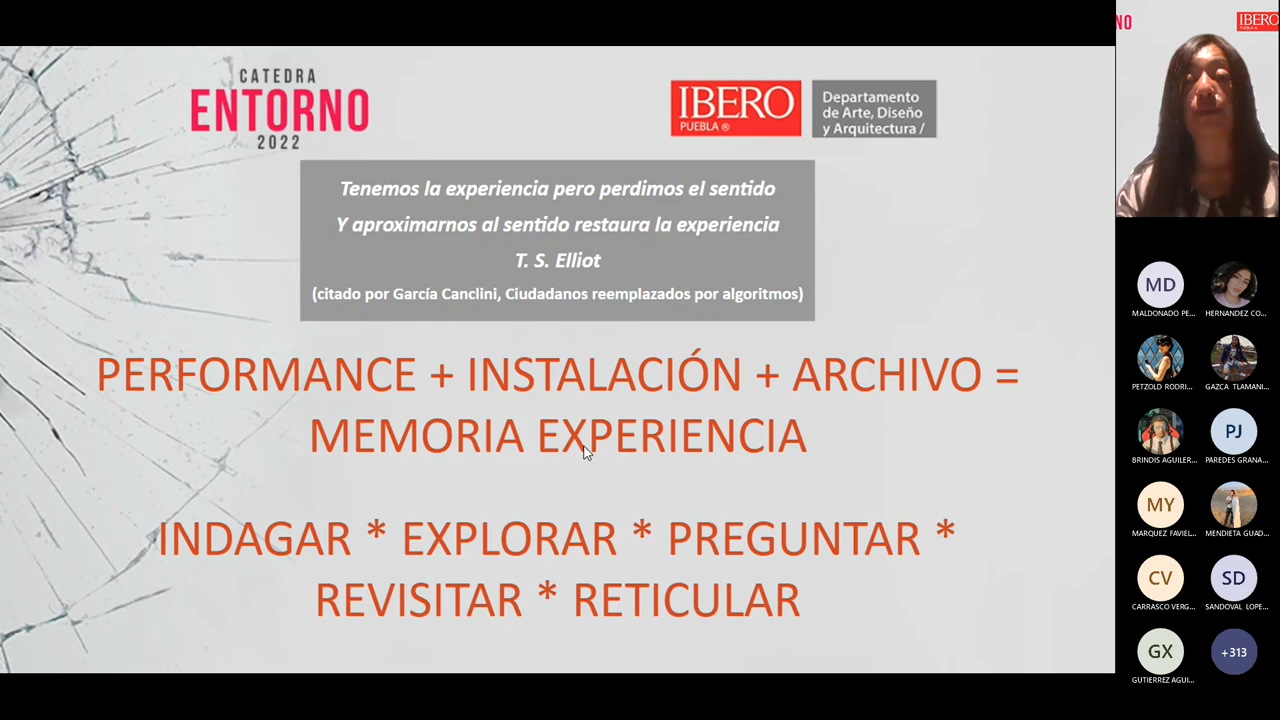 CATEDRA
ENTORNO
2022
IBERO
PUEBLA ®
Departamento
de Arte, Diseño
y Arquitectura /
Tenemos la experiencia pero perdimos el sentido
Y aproximarnos al sentido restaura la experiencia
T. S. Elliot
(citado por García Canclini, Ciudadanos reemplazados por algoritmos)
PERFORMANCE + INSTALACIÓN + ARCHIVO =
MEMORIA EXPERIENCIA
INDAGAR * EXPLORAR * PREGUNTAR *
REVISITAR * RETICULAR
NO
IBERO
PUEBLA ®
MD
MALDONADO PE...
HERNANDEZ CO...
PETZOLD RODRI...
GAZCA TLAMANI...
BRINDIS AGUILER...
PJ
PAREDES GRANA...
MY
MARQUEZ FAVIEL...
MENDIETA GUAD...
CV
CARRASCO VERG...
SD
SANDOVAL LOPE...
GX
GUTIERREZ AGUI...
+313